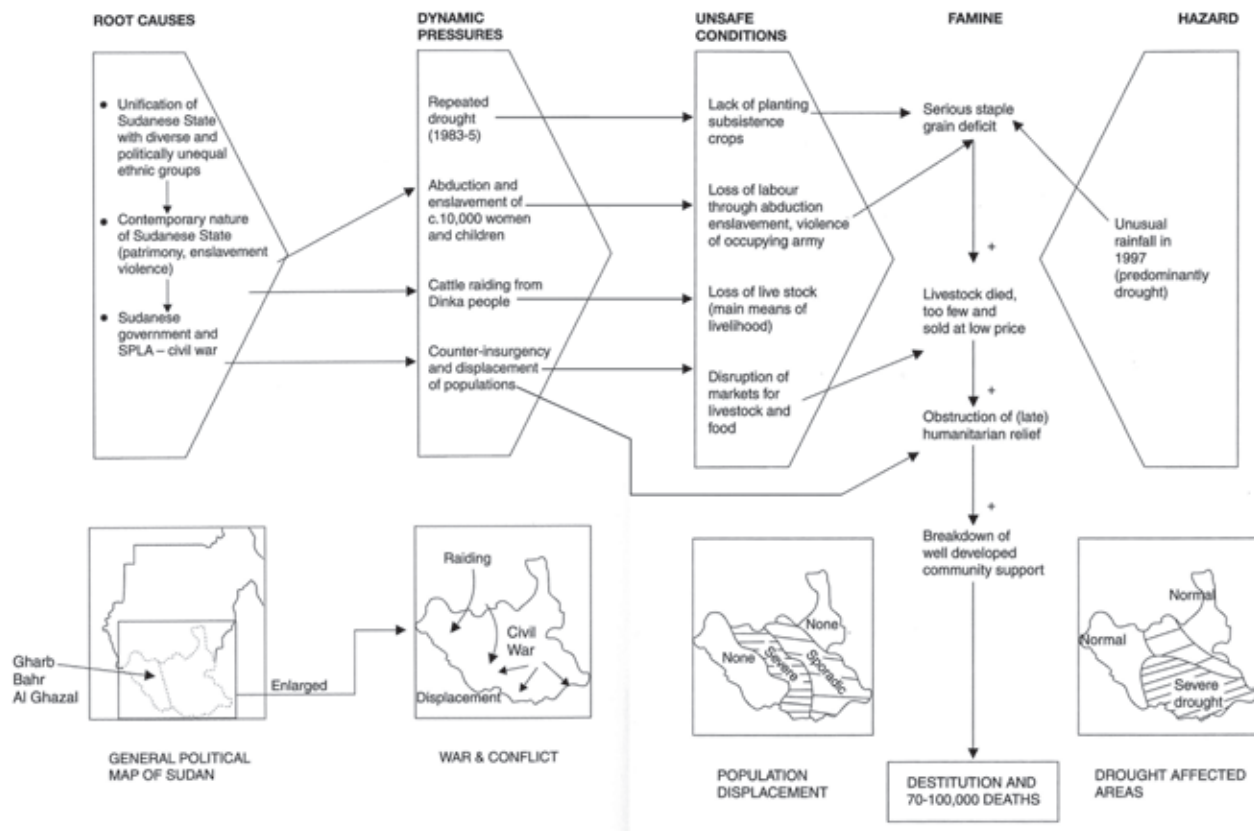 ROOT CAUSES
DYNAMIC
PRESSURES
UNSAFE
CONDITIONS
FAMINE
HAZARD
• Unification of
Sudanese State
with diverse and
politically unequal
ethnic groups
• Contemporary nature
of Sudanese State
(patrimony, enslavement
violence)
• Sudanese
government and
SPLA – civil war
Repeated
drought
(1983-5)
Abduction and
enslavement of
c.10,000 women
and children
Cattle raiding from
Dinka people
Counter-insurgency
and displacement
of populations
Lack of planting
subsistence
crops
Loss of labour
through abduction
enslavement, violence
of occupying army
Loss of live stock
(main means of
livelihood)
Disruption of
markets for
livestock and
food
Serious staple
grain deficit
+
Livestock died,
too few and
sold at low price
+
Obstruction of (late)
humanitarian relief
+
Breakdown of
well developed
community support
DESTITUTION AND
70-100,000 DEATHS
Unusual
rainfall in
1997
(predominantly
drought)
Gharb
Bahr
Al Ghazal
Enlarged
GENERAL POLITICAL
MAP OF SUDAN
Raiding
Civil
War
Displacement
WAR & CONFLICT
None
None
Severe
Sporadic
POPULATION
DISPLACEMENT
Normal
Normal
Severe
drought
DROUGHT AFFECTED
AREAS